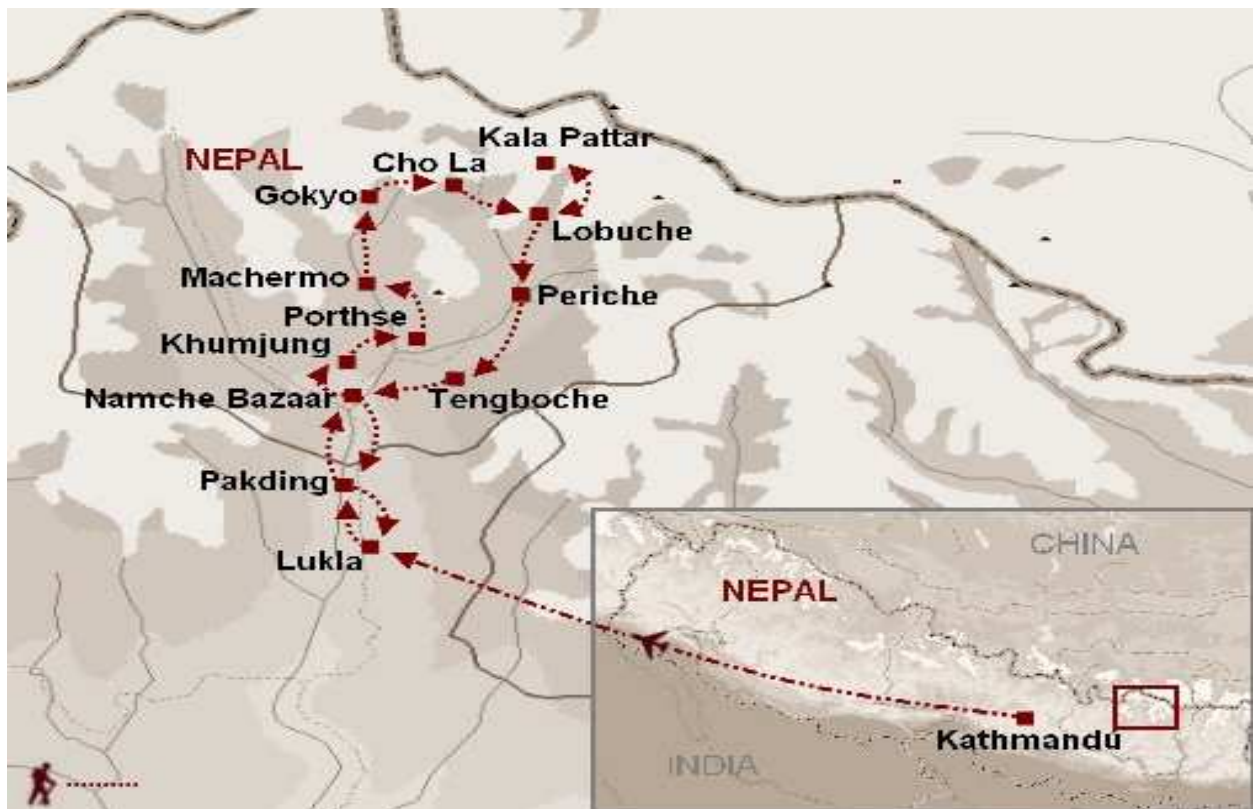 Kala Pattar
NEPAL
Cho La
Gokyo
Lobuche
Machermo
Periche
Porthse
Khumjung
Namche Bazaar
Tengboche
Pakding
Lukla
CHINA
NEPAL
Kathmandu
INDIA